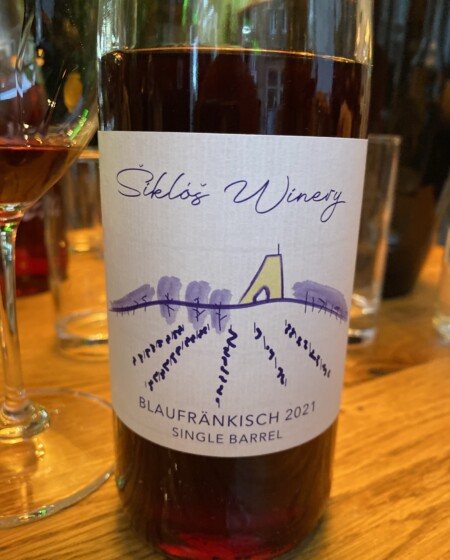 Šiklóš Winery
BLAUFRÄNKISCH 2021
SINGLE BARREL